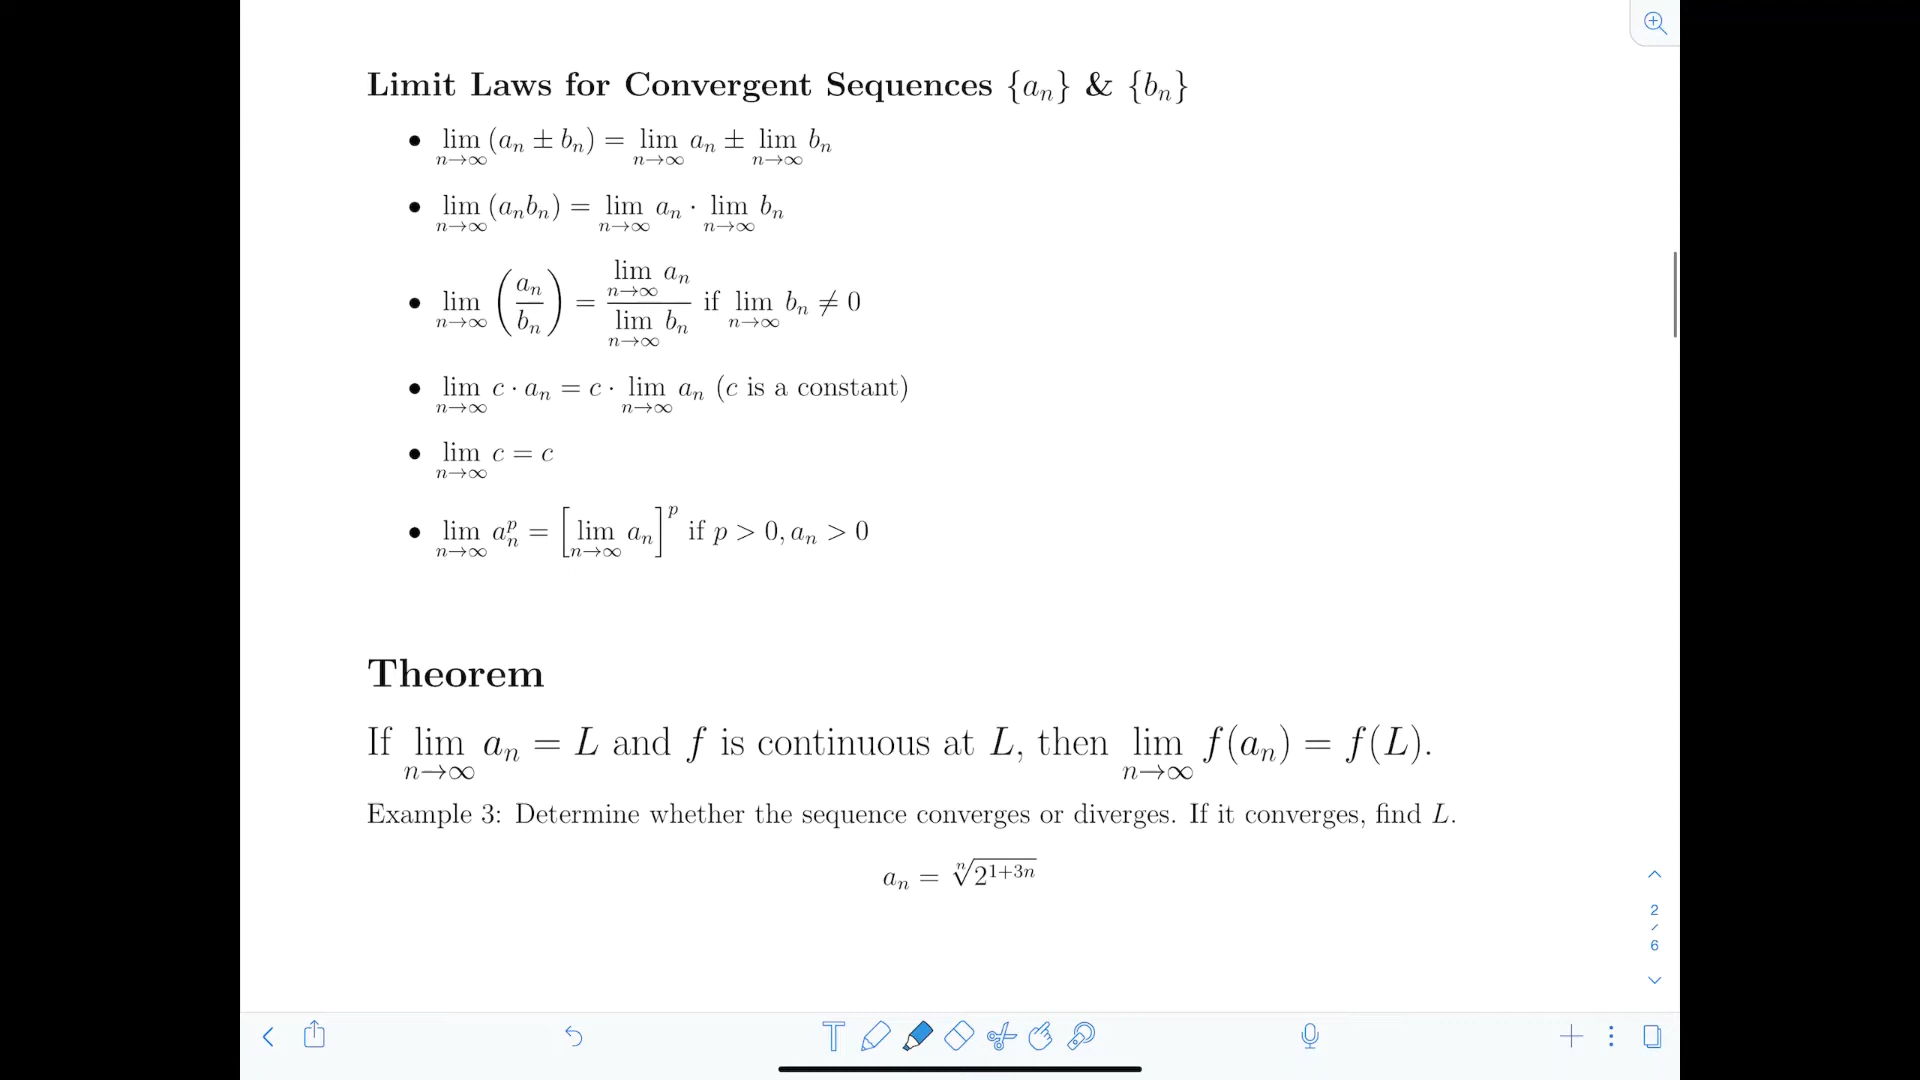 Limit Laws for Convergent Sequences {aₙ} & {bₙ}
• lim_{n→∞} (aₙ ± bₙ) = lim_{n→∞} aₙ ± lim_{n→∞} bₙ
• lim_{n→∞} (aₙbₙ) = lim_{n→∞} aₙ · lim_{n→∞} bₙ
• lim_{n→∞} (aₙ/bₙ) = (lim_{n→∞} aₙ)/(lim_{n→∞} bₙ) if lim_{n→∞} bₙ ≠ 0
• lim_{n→∞} c · aₙ = c · lim_{n→∞} aₙ (c is a constant)
• lim_{n→∞} c = c
• lim_{n→∞} aₙ^p = [lim_{n→∞} aₙ]^p if p > 0, aₙ > 0
Theorem
If lim_{n→∞} aₙ = L and f is continuous at L, then lim_{n→∞} f(aₙ) = f(L).
Example 3: Determine whether the sequence converges or diverges. If it converges, find L.
aₙ = ⁿ√(2^{1+3n})
2
/
6